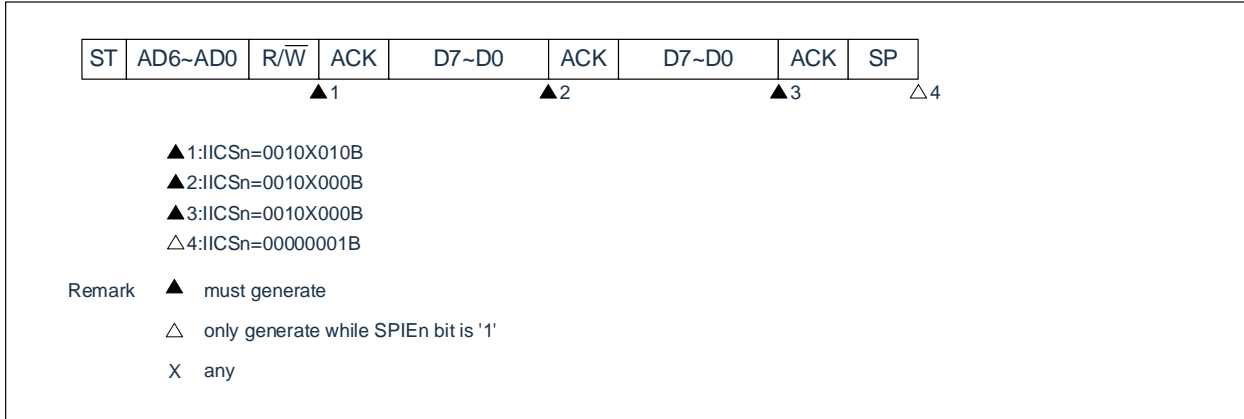 ST AD6~AD0 R/W̅ ACK D7~D0 ACK D7~D0 ACK SP
▲1 ▲2 ▲3 △4
▲1:IICSn=0010X010B
▲2:IICSn=0010X000B
▲3:IICSn=0010X000B
△4:IICSn=00000001B
Remark ▲ must generate
△ only generate while SPIEn bit is '1'
X any